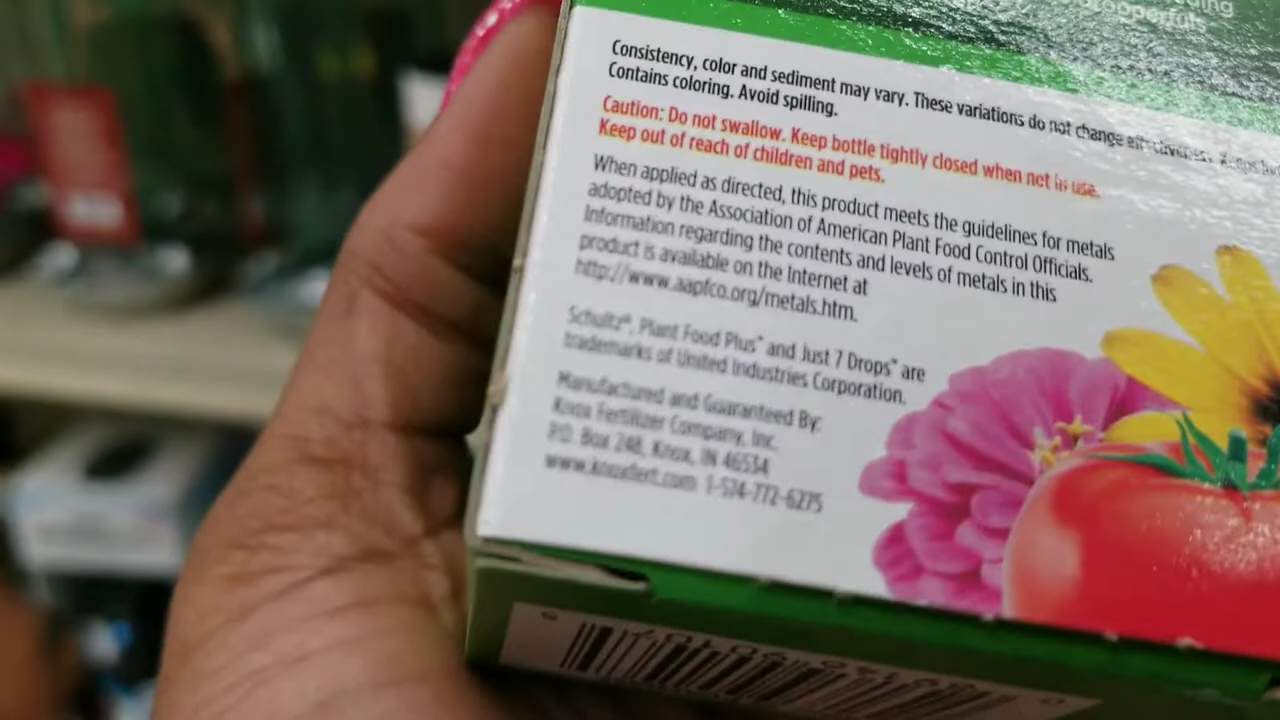 Consistency, color and sediment may vary. These variations do not change effectiveness. Keeps
Contains coloring. Avoid spilling.
Caution: Do not swallow. Keep bottle tightly closed when not in use.
Keep out of reach of children and pets.
When applied as directed, this product meets the guidelines for metals
adopted by the Association of American Plant Food Control Officials.
Information regarding the contents and levels of metals in this
product is available on the Internet at
http://www.aapfco.org/metals.htm.
Schultz®, Plant Food Plus™ and Just 7 Drops™ are
trademarks of United Industries Corporation.
Manufactured and Guaranteed By:
Knox Fertilizer Company, Inc.
P.O. Box 248, Knox, IN 46534
www.knoxfert.com 1-574-772-6275